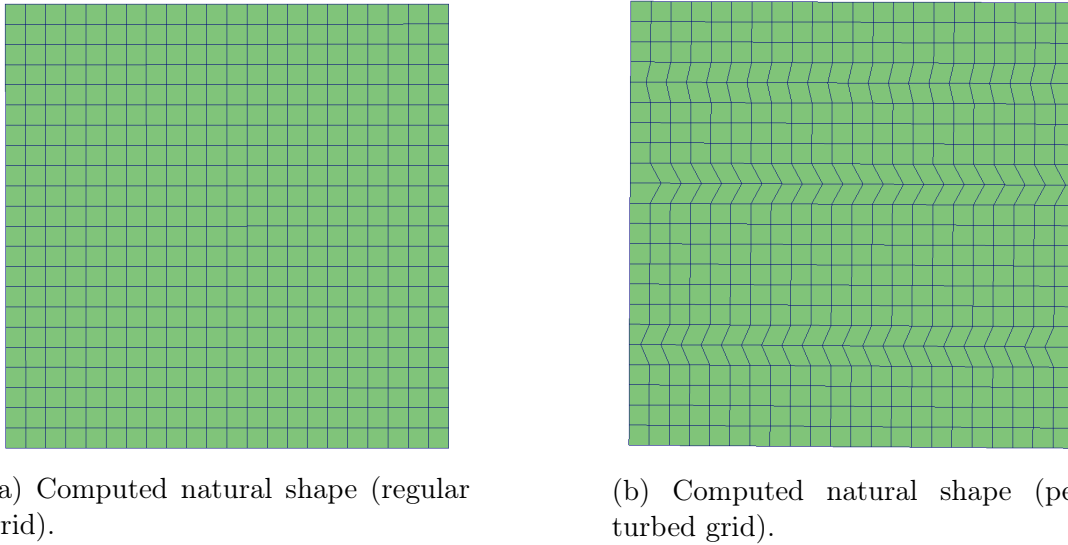 a) Computed natural shape (regular
rid).
(b) Computed natural shape (pe
turbed grid).